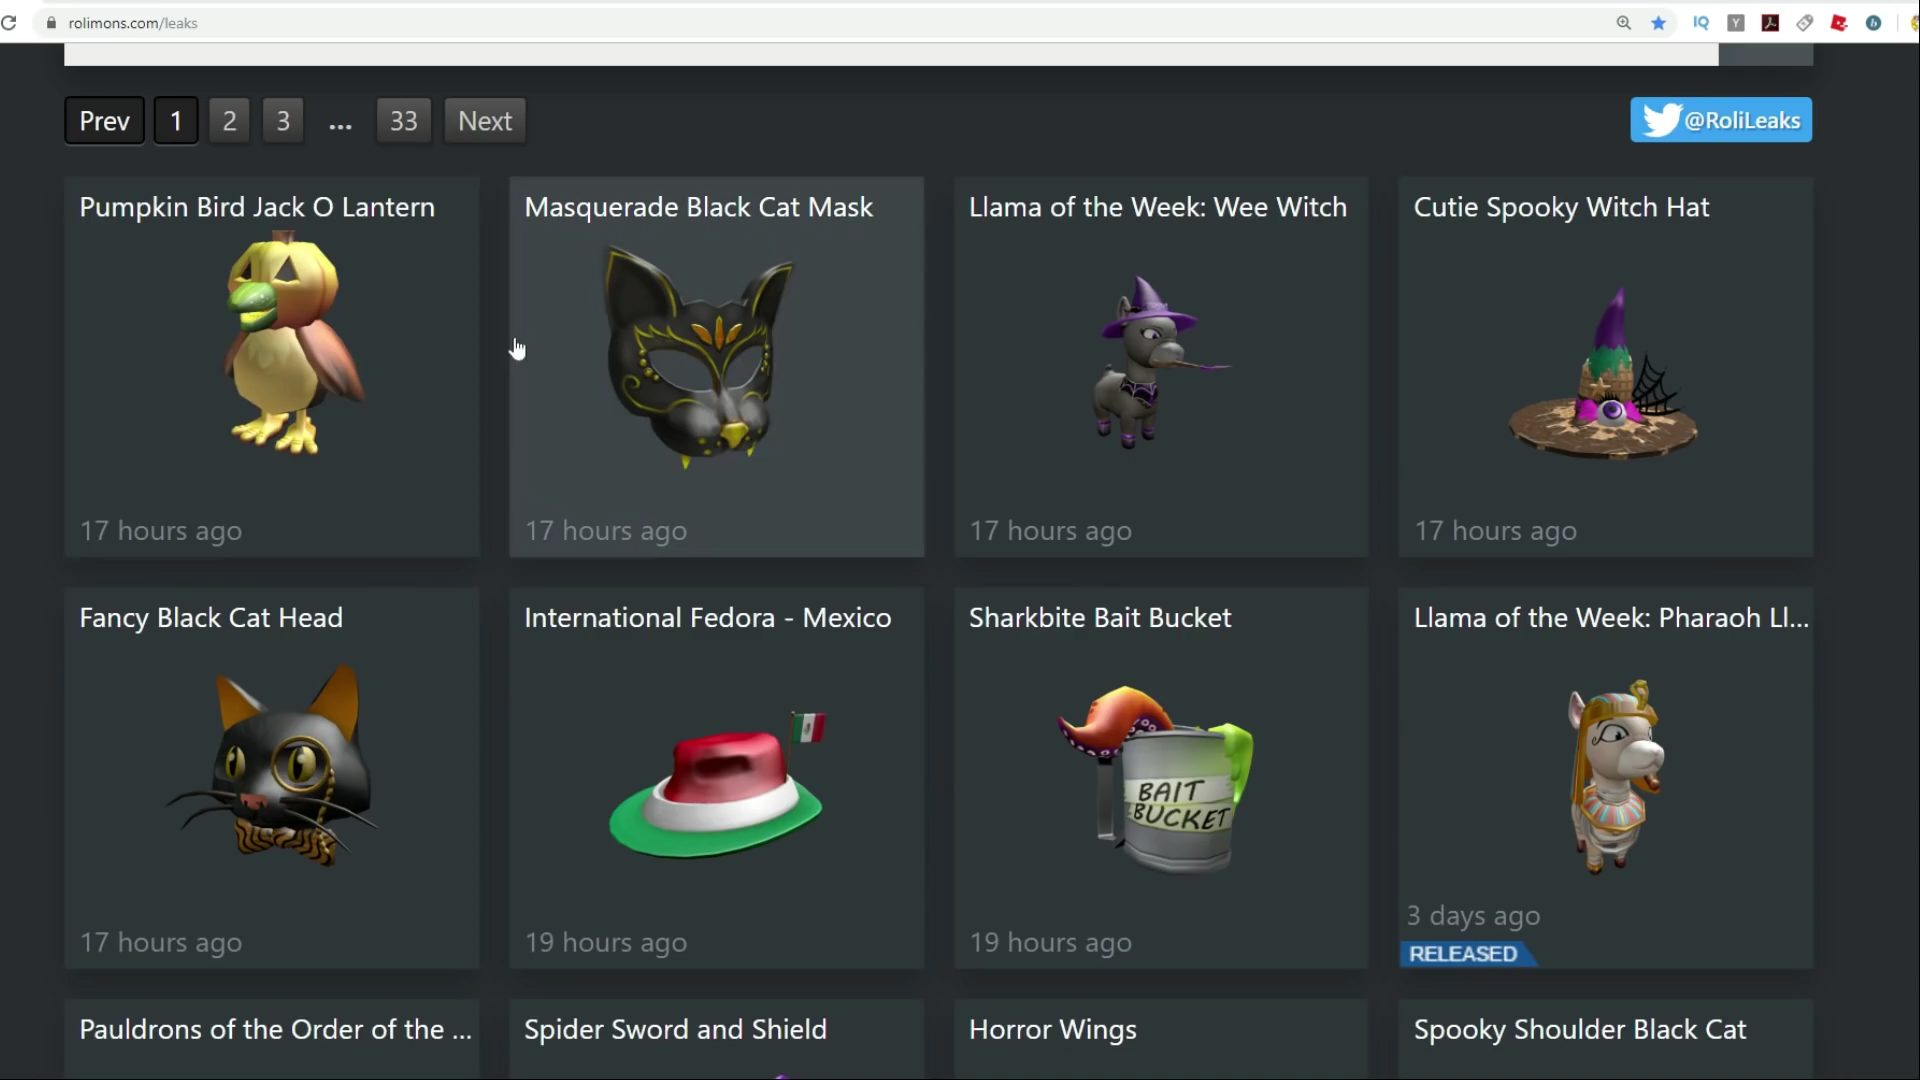 rolimons.com/leaks
IQ
Y
b
Prev 1 2 3 ... 33 Next
@RoliLeaks
Pumpkin Bird Jack O Lantern
Masquerade Black Cat Mask
Llama of the Week: Wee Witch
Cutie Spooky Witch Hat
17 hours ago
17 hours ago
17 hours ago
17 hours ago
Fancy Black Cat Head
International Fedora - Mexico
Sharkbite Bait Bucket
Llama of the Week: Pharaoh Ll...
BAIT
BUCKET
17 hours ago
19 hours ago
19 hours ago
3 days ago
RELEASED
Pauldrons of the Order of the ...
Spider Sword and Shield
Horror Wings
Spooky Shoulder Black Cat